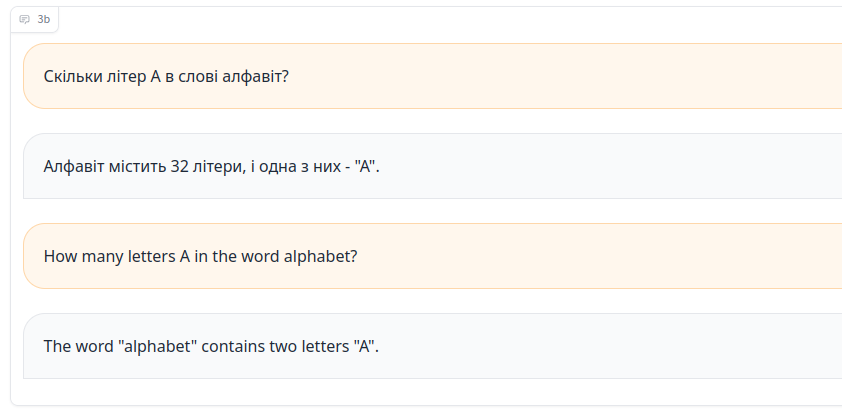 3b
Скільки літер А в слові алфавіт?
Алфавіт містить 32 літери, і одна з них - "А".
How many letters A in the word alphabet?
The word "alphabet" contains two letters "A".